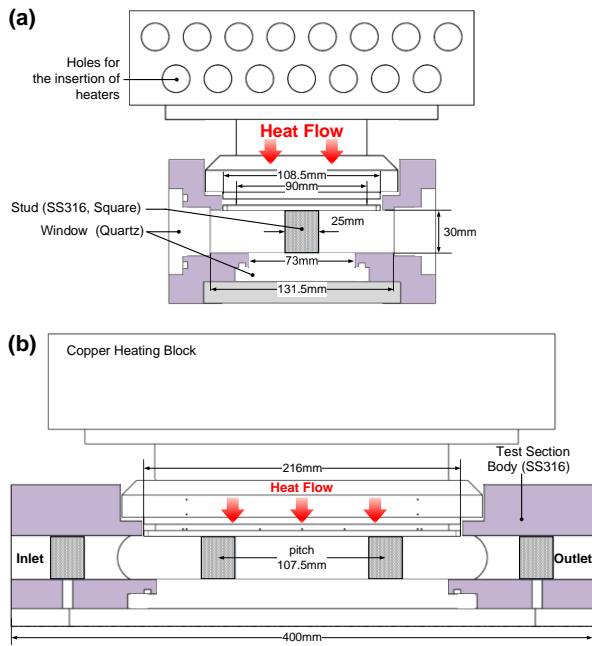 (a)
Holes for
the insertion of
heaters
Heat Flow
108.5mm
90mm
Stud (SS316, Square)
25mm
Window (Quartz)
30mm
73mm
131.5mm
(b)
Copper Heating Block
Test Section
Body (SS316)
216mm
Heat Flow
Inlet
pitch
107.5mm
Outlet
400mm